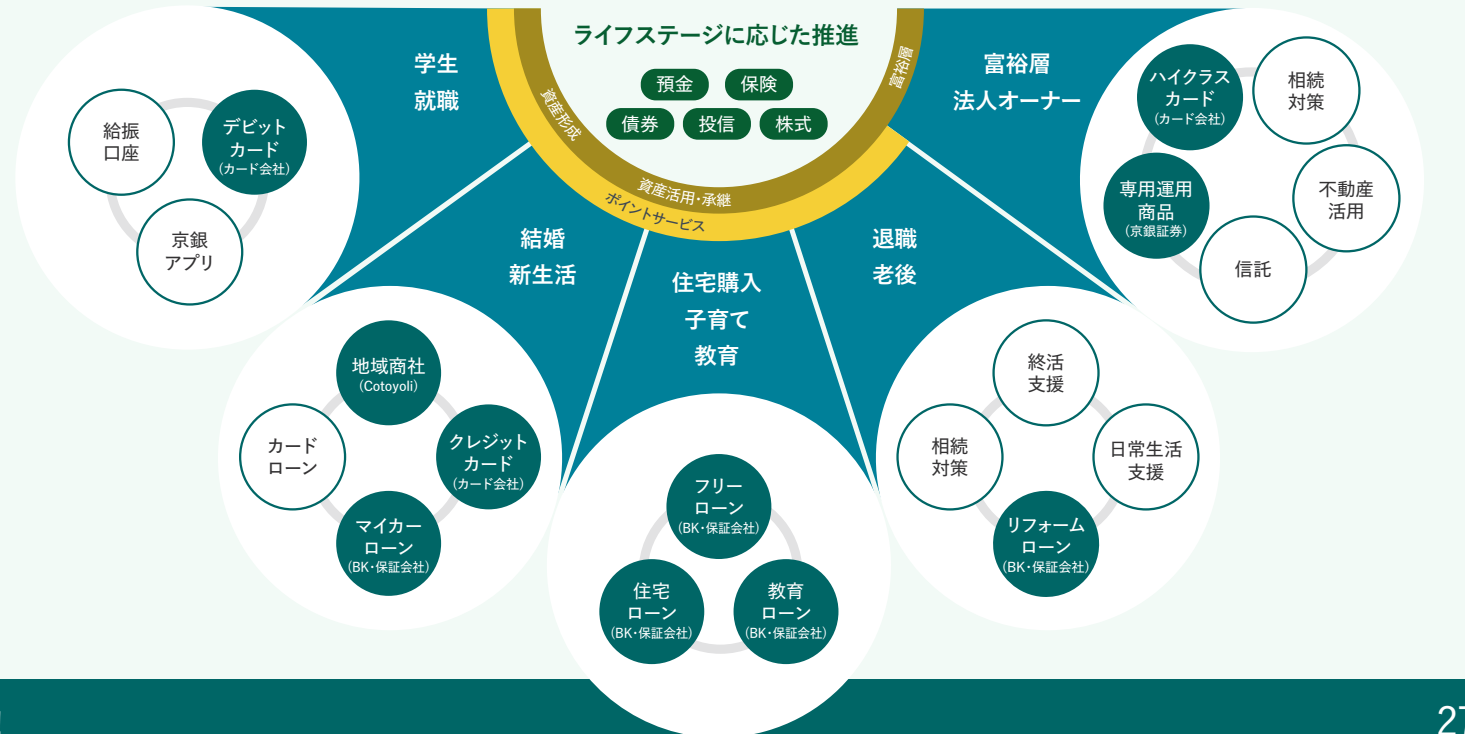 ライフステージに応じた推進
預金
保険
債券
投信
株式
資産形成
資産活用・承継
富裕層
ポイントサービス
学生
就職
給振
口座
デビット
カード
(カード会社)
京銀
アプリ
結婚
新生活
地域商社
(Cotoyoli)
カード
ローン
クレジット
カード
(カード会社)
マイカー
ローン
(BK・保証会社)
住宅購入
子育て
教育
フリー
ローン
(BK・保証会社)
住宅
ローン
(BK・保証会社)
教育
ローン
(BK・保証会社)
退職
老後
終活
支援
相続
対策
日常生活
支援
リフォーム
ローン
(BK・保証会社)
富裕層
法人オーナー
ハイクラス
カード
(カード会社)
相続
対策
専用運用
商品
(京銀証券)
不動産
活用
信託
27